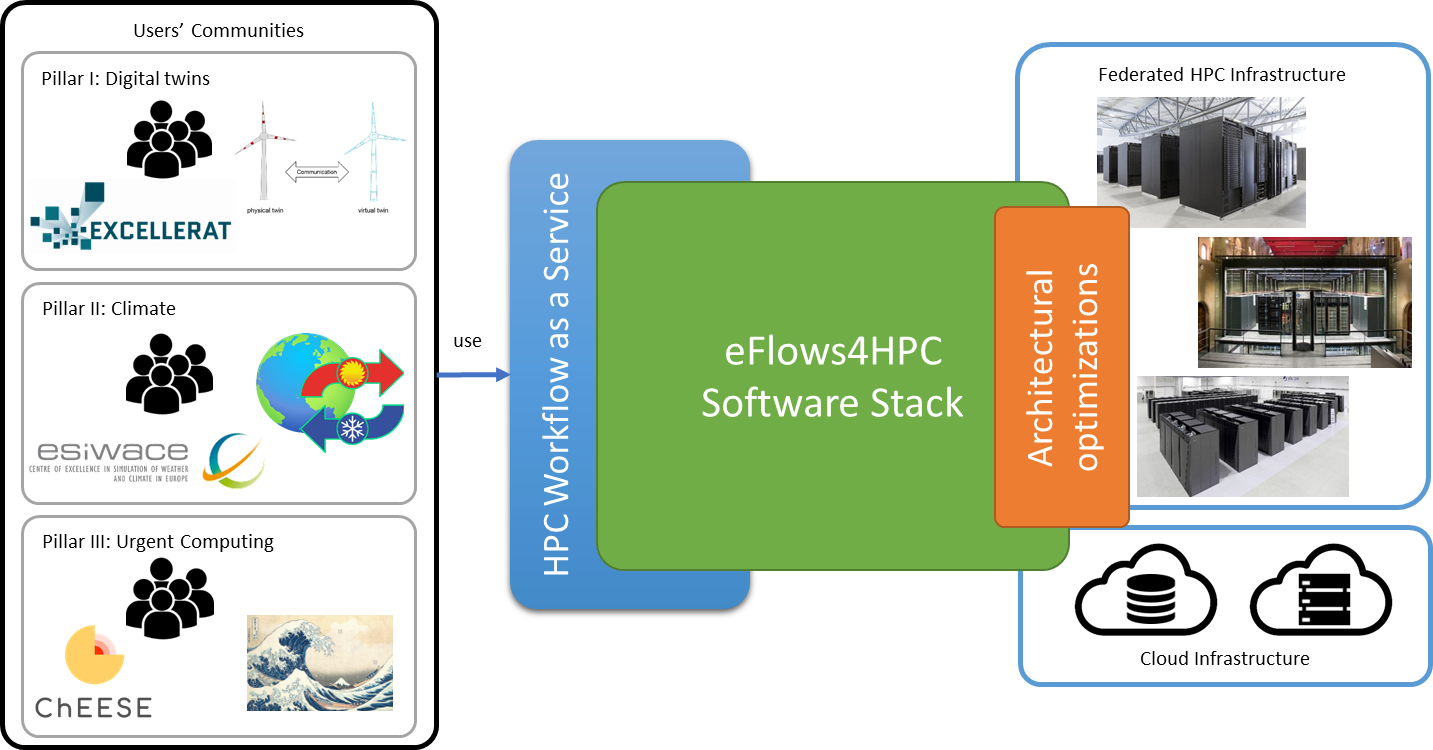 Users' Communities
Pillar I: Digital twins
Communication
physical twin
virtual twin
EXCELLERAT
Pillar II: Climate
esiwace
CENTRE OF EXCELLENCE IN SIMULATION OF WEATHER
AND CLIMATE IN EUROPE
Pillar III: Urgent Computing
ChEESE
use
HPC Workflow as a Service
eFlows4HPC
Software Stack
Architectural
optimizations
Federated HPC Infrastructure
Cloud Infrastructure